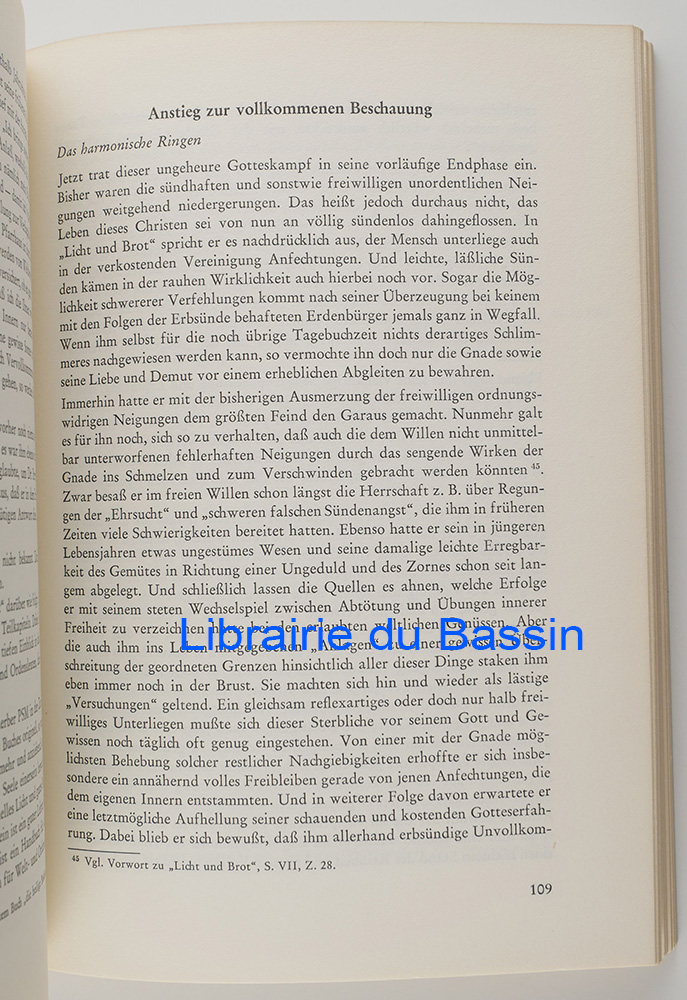 Anstieg zur vollkommenen Beschauung
Das harmonische Ringen
Jetzt trat dieser ungeheure Gotteskampf in seine vorläufige Endphase ein.
Bisher waren die sündhaften und sonstwie freiwilligen unordentlichen Nei-
gungen weitgehend niedergerungen. Das heißt jedoch durchaus nicht, das
Leben dieses Christen sei von nun an völlig sündenlos dahingeflossen. In
„Licht und Brot“ spricht er es nachdrücklich aus, der Mensch unterliege auch
in der verkostenden Vereinigung Anfechtungen. Und leichte, läßliche Sün-
den kämen in der rauhen Wirklichkeit auch hierbei noch vor. Sogar die Mög-
lichkeit schwererer Verfehlungen kommt nach seiner Überzeugung bei keinem
mit den Folgen der Erbsünde behafteten Erdenbürger jemals ganz in Wegfall.
Wenn ihm selbst für die noch übrige Tagebuchzeit nichts derartiges Schlim-
meres nachgewiesen werden kann, so vermochte ihn doch nur die Gnade sowie
seine Liebe und Demut vor einem erheblichen Abgleiten zu bewahren.
Immerhin hatte er mit der bisherigen Ausmerzung der freiwilligen ordnungs-
widrigen Neigungen dem größten Feind den Garaus gemacht. Nunmehr galt
es für ihn noch, sich so zu verhalten, daß auch die dem Willen nicht unmittel-
bar unterworfenen fehlerhaften Neigungen durch das sengende Wirken der
Gnade ins Schmelzen und zum Verschwinden gebracht werden könnten 45.
Zwar besaß er im freien Willen schon längst die Herrschaft z. B. über Regun-
gen der „Ehrsucht“ und „schweren falschen Sündenangst“, die ihm in früheren
Zeiten viele Schwierigkeiten bereitet hatten. Ebenso hatte er sein in jüngeren
Lebensjahren etwas ungestümes Wesen und seine damalige leichte Erregbar-
keit des Gemütes in Richtung einer Ungeduld und des Zornes schon seit lan-
gem abgelegt. Und schließlich lassen die Quellen es ahnen, welche Erfolge
er mit seinem steten Wechselspiel zwischen Abtötung und Übungen innerer
Freiheit zu verzeichnen hatte bei den erlaubten weltlichen Genüssen. Aber
Librairie du Bassin
die auch ihm ins Leben mitgegebenen „Anlagen“ zu einer gewissen Über-
schreitung der geordneten Grenzen hinsichtlich aller dieser Dinge staken ihm
eben immer noch in der Brust. Sie machten sich hin und wieder als lästige
„Versuchungen“ geltend. Ein gleichsam reflexartiges oder doch nur halb frei-
williges Unterliegen mußte sich dieser Sterbliche vor seinem Gott und Ge-
wissen noch täglich oft genug eingestehen. Von einer mit der Gnade mög-
lichsten Behebung solcher restlicher Nachgiebigkeiten erhoffte er sich insbe-
sondere ein annähernd volles Freibleiben gerade von jenen Anfechtungen, die
dem eigenen Innern entstammten. Und in weiterer Folge davon erwartete er
eine letztmögliche Aufhellung seiner schauenden und kostenden Gotteserfah-
rung. Dabei blieb er sich bewußt, daß ihm allerhand erbsündige Unvollkom-
45 Vgl. Vorwort zu „Licht und Brot“, S. VII, Z. 28.
109